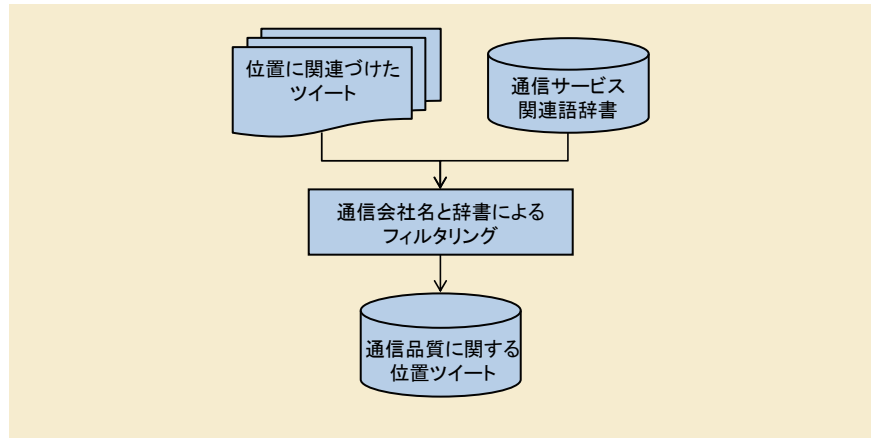 位置に関連づけた
ツイート
通信サービス
関連語辞書
通信会社名と辞書による
フィルタリング
通信品質に関する
位置ツイート